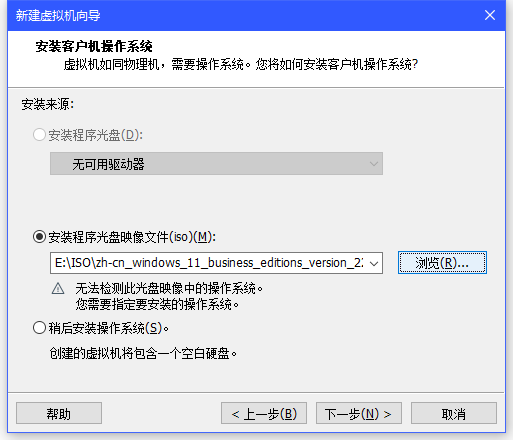 新建虚拟机向导
安装客户机操作系统
虚拟机如同物理机，需要操作系统。您将如何安装客户机操作系统?
安装来源:
安装程序光盘(D):
无可用驱动器
安装程序光盘映像文件(iso)(M):
E:\ISO\zh-cn_windows_11_business_editions_version_22
浏览(R)...
无法检测此光盘映像中的操作系统。
您需要指定要安装的操作系统。
稍后安装操作系统(S)。
创建的虚拟机将包含一个空白硬盘。
帮助
< 上一步(B)
下一步(N) >
取消